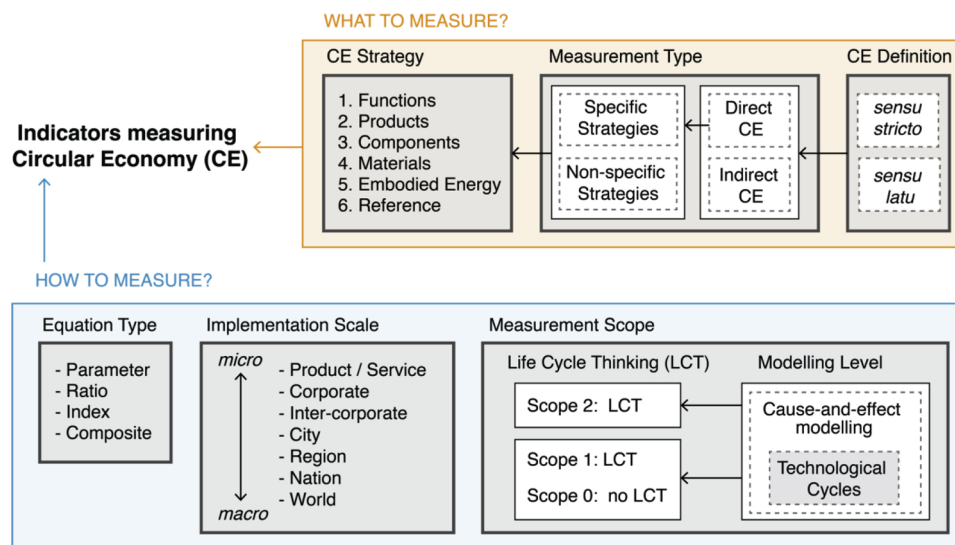 WHAT TO MEASURE?
CE Strategy
1. Functions
2. Products
3. Components
4. Materials
5. Embodied Energy
6. Reference
Measurement Type
Specific
Strategies
Non-specific
Strategies
Direct
CE
Indirect
CE
CE Definition
sensu
stricto
sensu
latu
Indicators measuring
Circular Economy (CE)
HOW TO MEASURE?
Equation Type
- Parameter
- Ratio
- Index
- Composite
Implementation Scale
micro
macro
- Product / Service
- Corporate
- Inter-corporate
- City
- Region
- Nation
- World
Measurement Scope
Life Cycle Thinking (LCT)
Scope 2: LCT
Scope 1: LCT
Scope 0: no LCT
Modelling Level
Cause-and-effect
modelling
Technological
Cycles